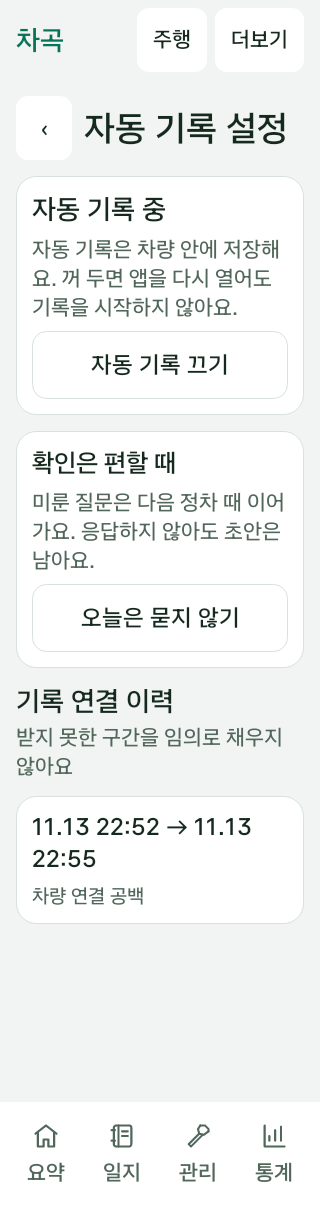 차곡
주행
더보기
‹
자동 기록 설정
자동 기록 중
자동 기록은 차량 안에 저장해
요. 꺼 두면 앱을 다시 열어도
기록을 시작하지 않아요.
자동 기록 끄기
확인은 편할 때
미룬 질문은 다음 정차 때 이어
가요. 응답하지 않아도 초안은
남아요.
오늘은 묻지 않기
기록 연결 이력
받지 못한 구간을 임의로 채우지
않아요
11.13 22:52 → 11.13
22:55
차량 연결 공백
요약
일지
관리
통계